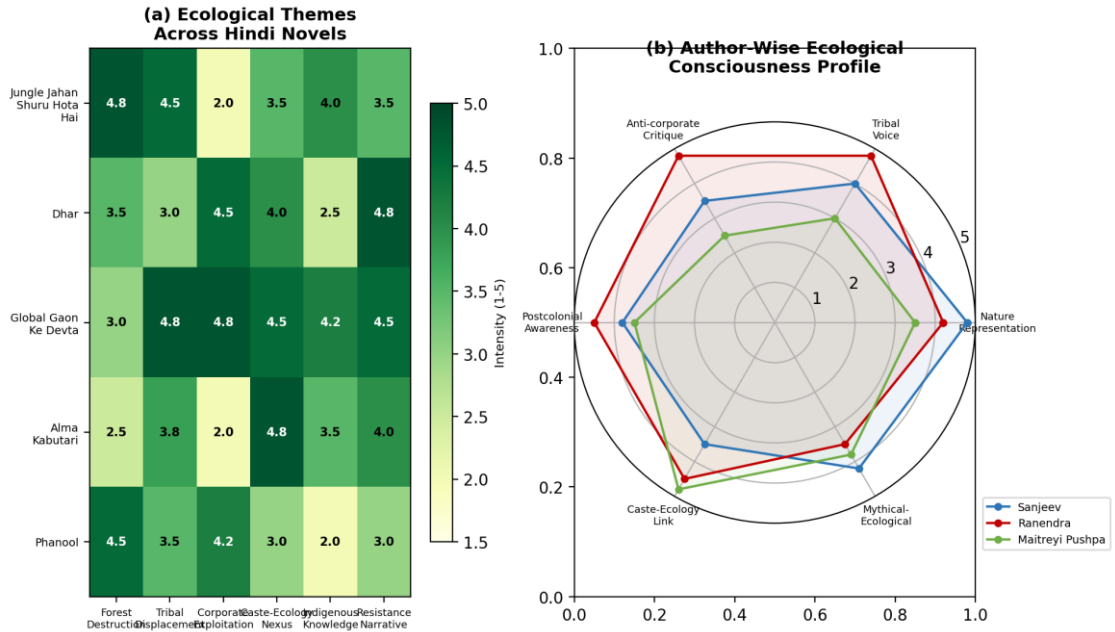 (a) Ecological Themes
Across Hindi Novels
Jungle Jahan
Shuru Hota
Hai
4.8 4.5 2.0 3.5 4.0 3.5
Dhar
3.5 3.0 4.5 4.0 2.5 4.8
Global Gaon
Ke Devta
3.0 4.8 4.8 4.5 4.2 4.5
Alma
Kabutari
2.5 3.8 2.0 4.8 3.5 4.0
Phanool
4.5 3.5 4.2 3.0 2.0 3.0
Forest
Destruction
Tribal
Displacement
Corporate
Exploitation
Caste-Ecology
Nexus
Indigenous
Knowledge
Resistance
Narrative
5.0
4.5
4.0
3.5
3.0
2.5
2.0
1.5
Intensity (1-5)
(b) Author-Wise Ecological
Consciousness Profile
1.0
0.8
0.6
0.4
0.2
0.0
0.0 0.2 0.4 0.6 0.8 1.0
Anti-corporate
Critique
Tribal
Voice
Postcolonial
Awareness
Nature
Representation
Caste-Ecology
Link
Mythical-
Ecological
1
2
3
4
5
Sanjeev
Ranendra
Maitreyi Pushpa